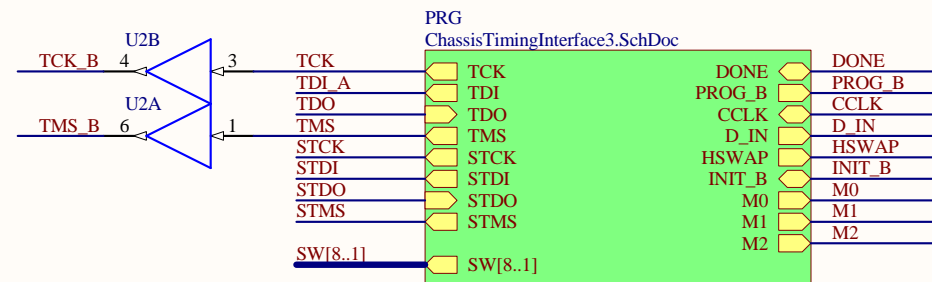 PRG
ChassisTimingInterface3.SchDoc
U2B
TCK_B 4 3 TCK TCK DONE DONE
TDI_A TDI PROG_B PROG_B
U2A
TDO TDO CCLK CCLK
TMS_B 6 1 TMS TMS D_IN D_IN
STCK STCK HSWAP HSWAP
STDI STDI INIT_B INIT_B
STDO STDO M0 M0
STMS STMS M1 M1
M2 M2
SW[8..1] SW[8..1]